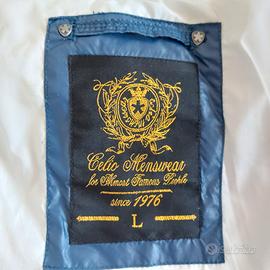 Celio Menswear
for Almost Famous People
since 1976
L